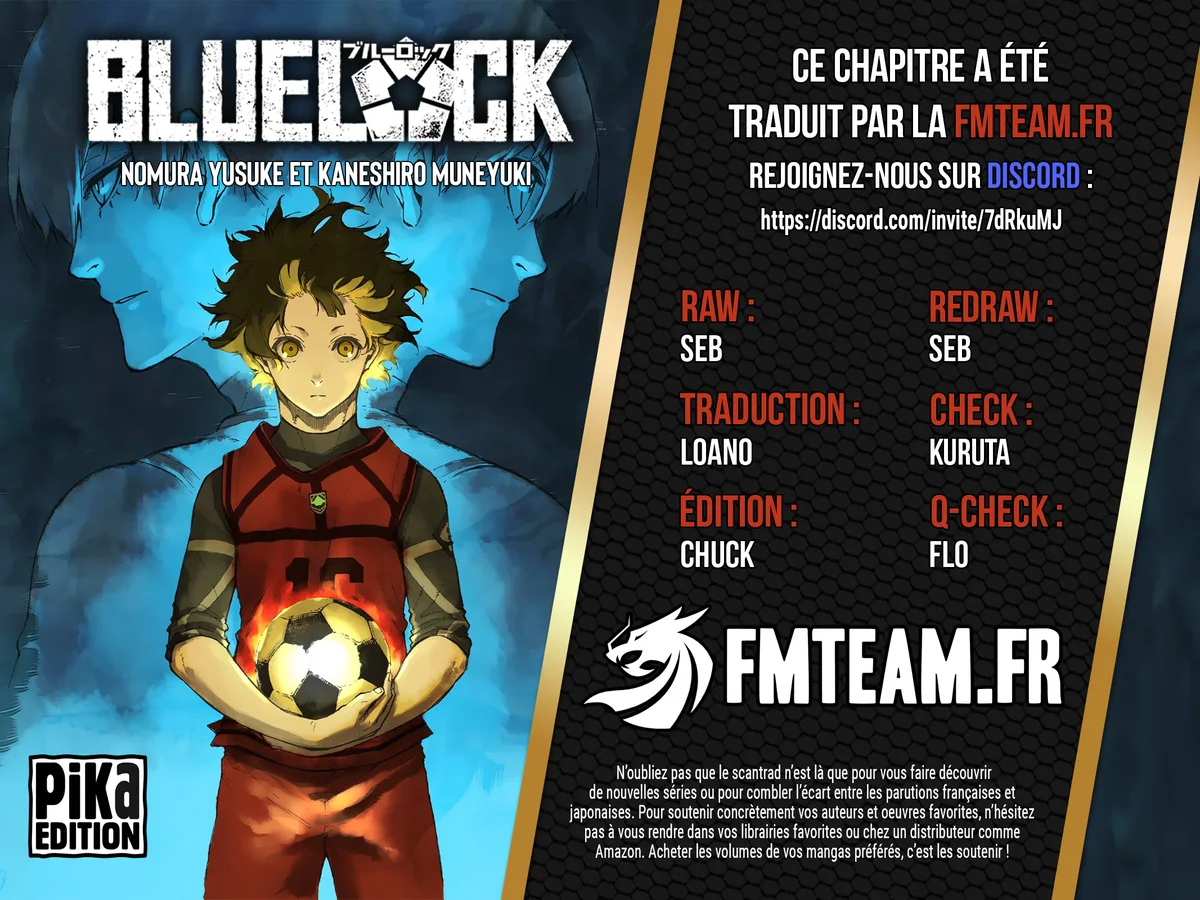 BLUELOCK
ブルーロック
NOMURA YUSUKE ET KANESHIRO MUNEYUKI
16
PIKA
EDITION
CE CHAPITRE A ÉTÉ
TRADUIT PAR LA FMTEAM.FR
REJOIGNEZ-NOUS SUR DISCORD :
https://discord.com/invite/7dRkuMJ
RAW :
SEB
REDRAW :
SEB
TRADUCTION :
LOANO
CHECK :
KURUTA
ÉDITION :
CHUCK
Q-CHECK :
FLO
FMTEAM.FR
N'oubliez pas que le scantrad n'est là que pour vous faire découvrir
de nouvelles séries ou pour combler l'écart entre les parutions françaises et
japonaises. Pour soutenir concrètement vos auteurs et oeuvres favorites, n'hésitez
pas à vous rendre dans vos librairies favorites ou chez un distributeur comme
Amazon. Acheter les volumes de vos mangas préférés, c'est les soutenir !